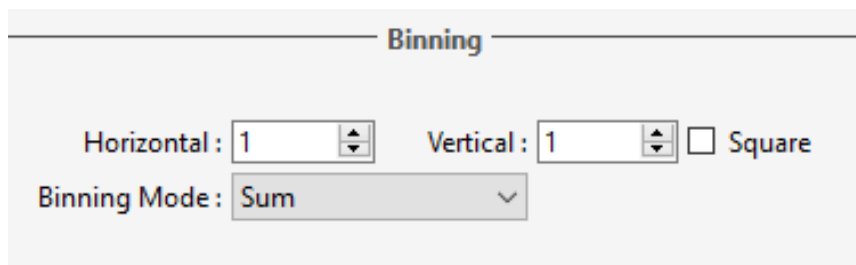 Binning
Horizontal : 1 Vertical : 1 Square
Binning Mode : Sum